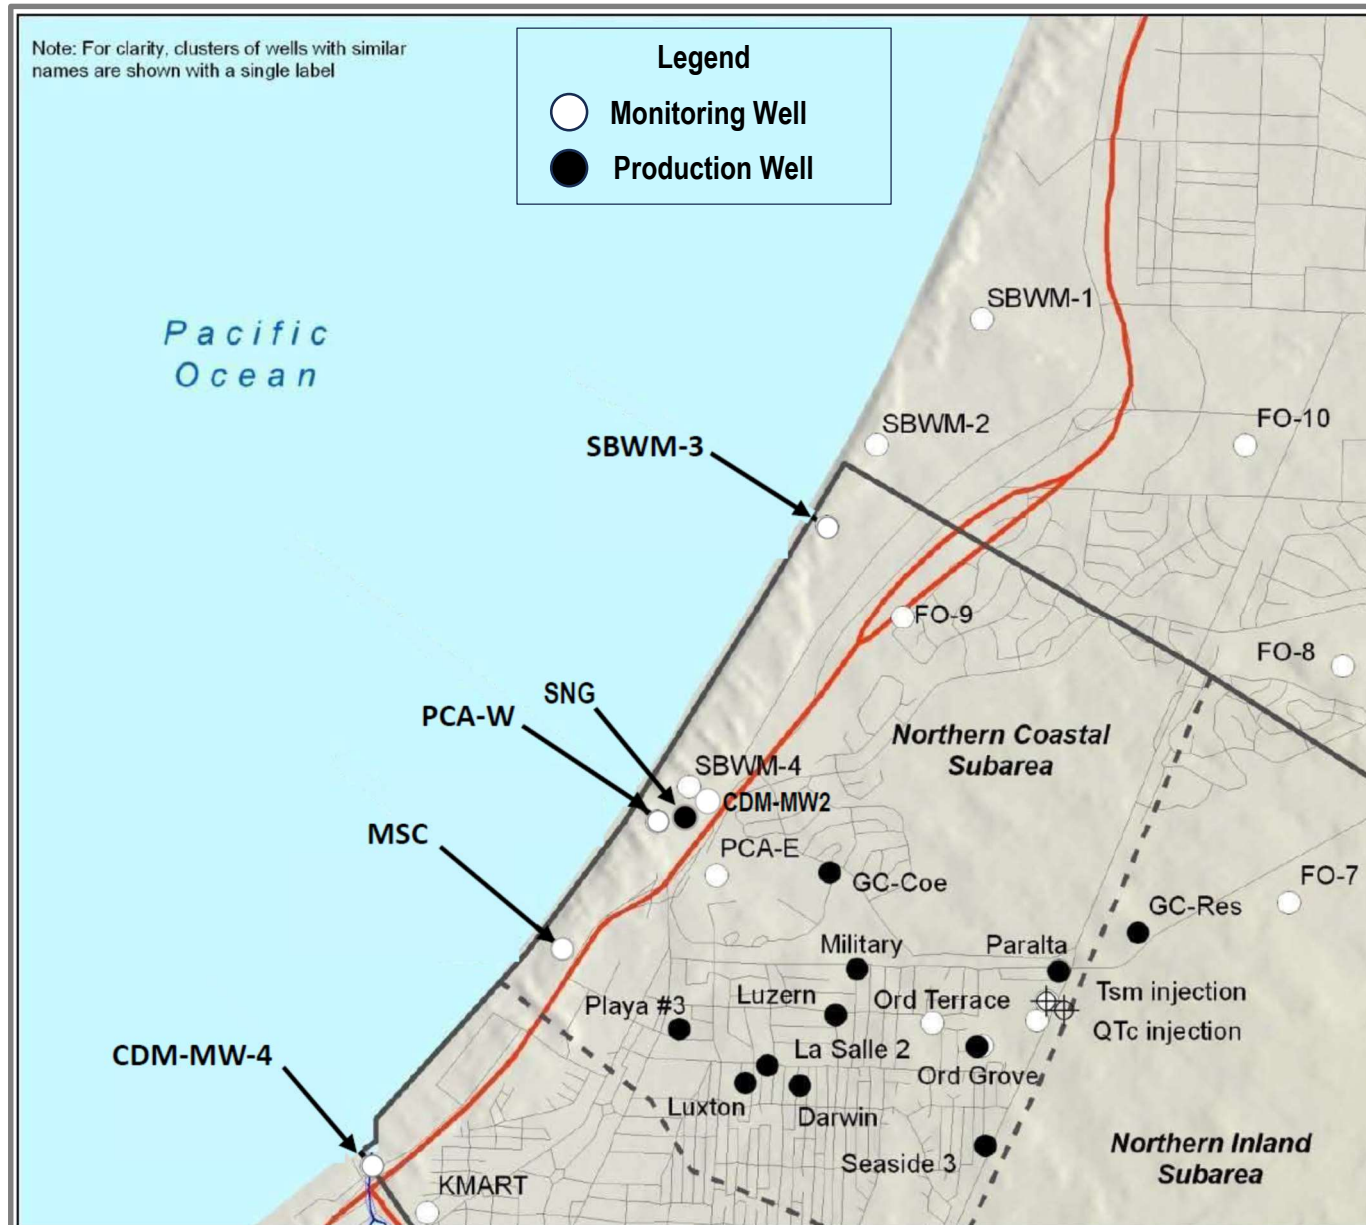 Note: For clarity, clusters of wells with similar
names are shown with a single label
Legend
Monitoring Well
Production Well
Pacific
Ocean
SBWM-1
SBWM-2
FO-10
SBWM-3
FO-9
FO-8
SNG
PCA-W
Northern Coastal
Subarea
SBWM-4
CDM-MW2
MSC
PCA-E
GC-Coe
FO-7
GC-Res
Military
Paralta
Playa #3
Luzern
Ord Terrace
Tsm injection
QTc injection
La Salle 2
CDM-MW-4
Ord Grove
Luxton
Darwin
Seaside 3
Northern Inland
Subarea
KMART